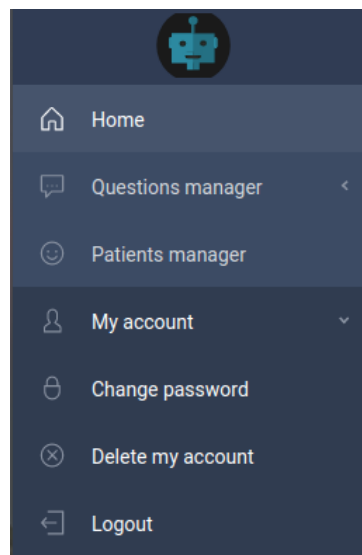 Home
Questions manager
Patients manager
My account
Change password
Delete my account
Logout